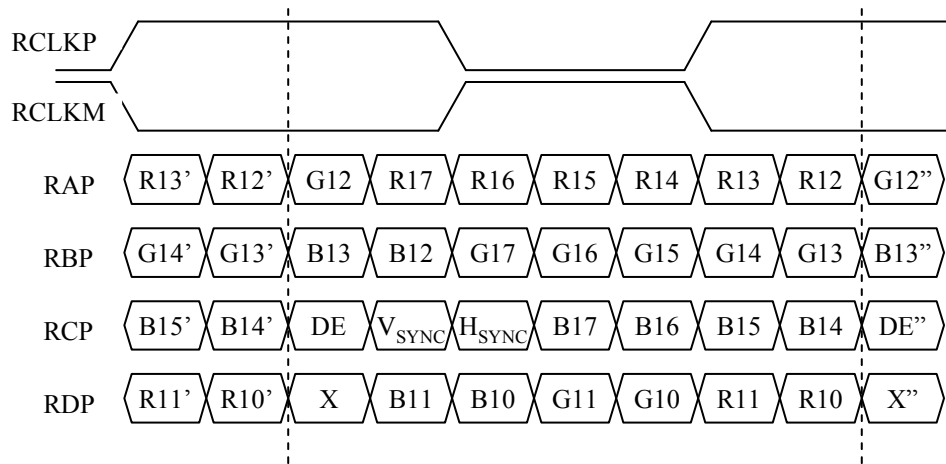 RCLKP
RCLKM
RAP R13’ R12’ G12 R17 R16 R15 R14 R13 R12 G12”
RBP G14’ G13’ B13 B12 G17 G16 G15 G14 G13 B13”
RCP B15’ B14’ DE VSYNC HSYNC B17 B16 B15 B14 DE”
RDP R11’ R10’ X B11 B10 G11 G10 R11 R10 X”